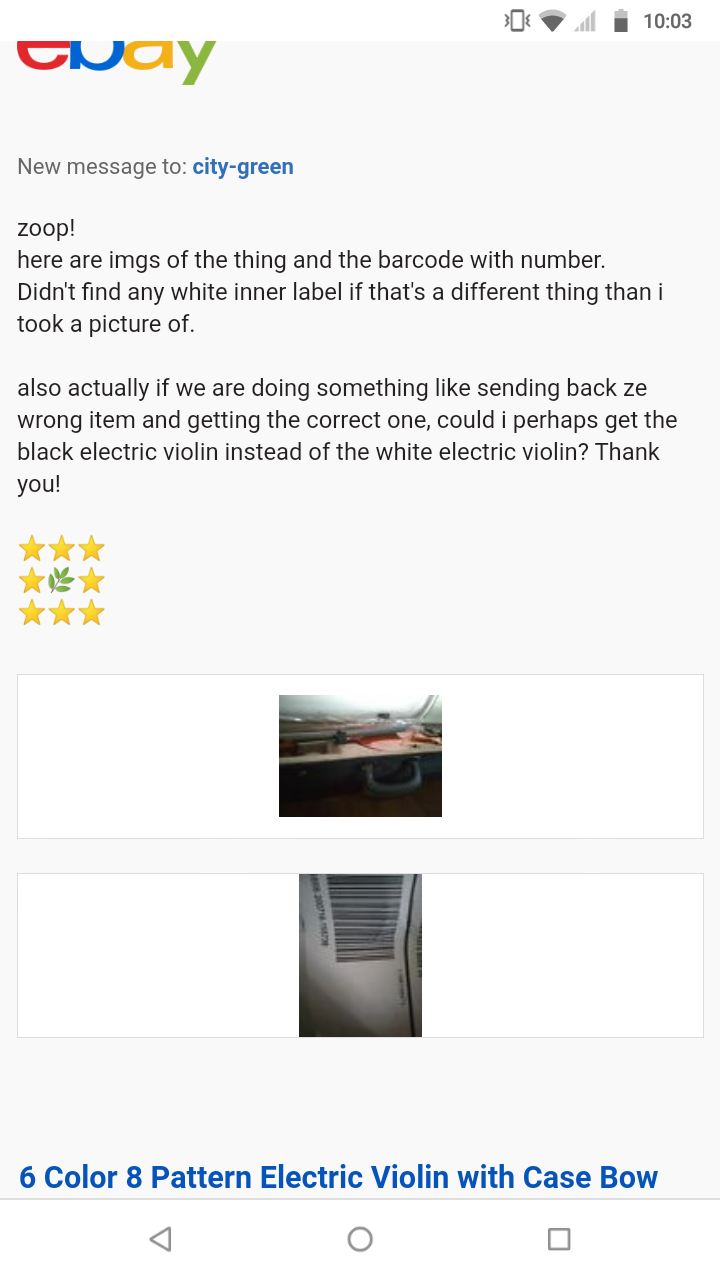 10:03
ebay
New message to: city-green
zoop!
here are imgs of the thing and the barcode with number.
Didn't find any white inner label if that's a different thing than i
took a picture of.
also actually if we are doing something like sending back ze
wrong item and getting the correct one, could i perhaps get the
black electric violin instead of the white electric violin? Thank
you!
⭐⭐⭐
⭐🌿⭐
⭐⭐⭐
6 Color 8 Pattern Electric Violin with Case Bow